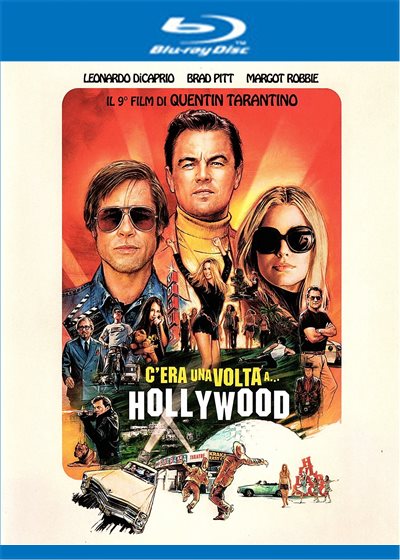 Blu-ray Disc
LEONARDO DiCAPRIO BRAD PITT MARGOT ROBBIE
IL 9° FILM DI QUENTIN TARANTINO
C'ERA UNA VOLTA A...
HOLLYWOOD